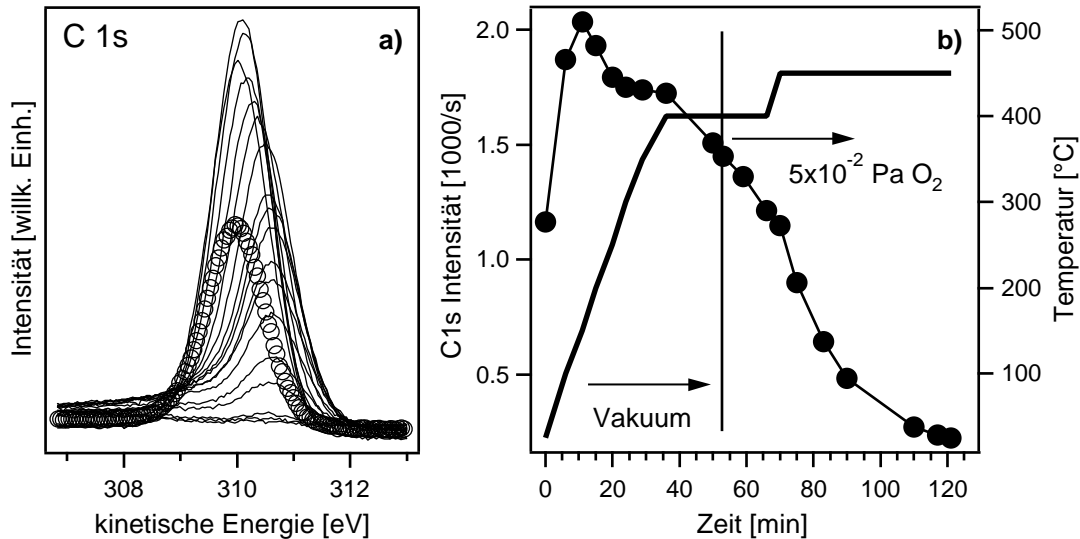 C 1s
a)
Intensität [willk. Einh.]
308
310
312
kinetische Energie [eV]
b)
C1s Intensität [1000/s]
2.0
1.5
1.0
0.5
500
400
300
200
100
Temperatur [°C]
5x10⁻² Pa O₂
Vakuum
0
20
40
60
80
100
120
Zeit [min]